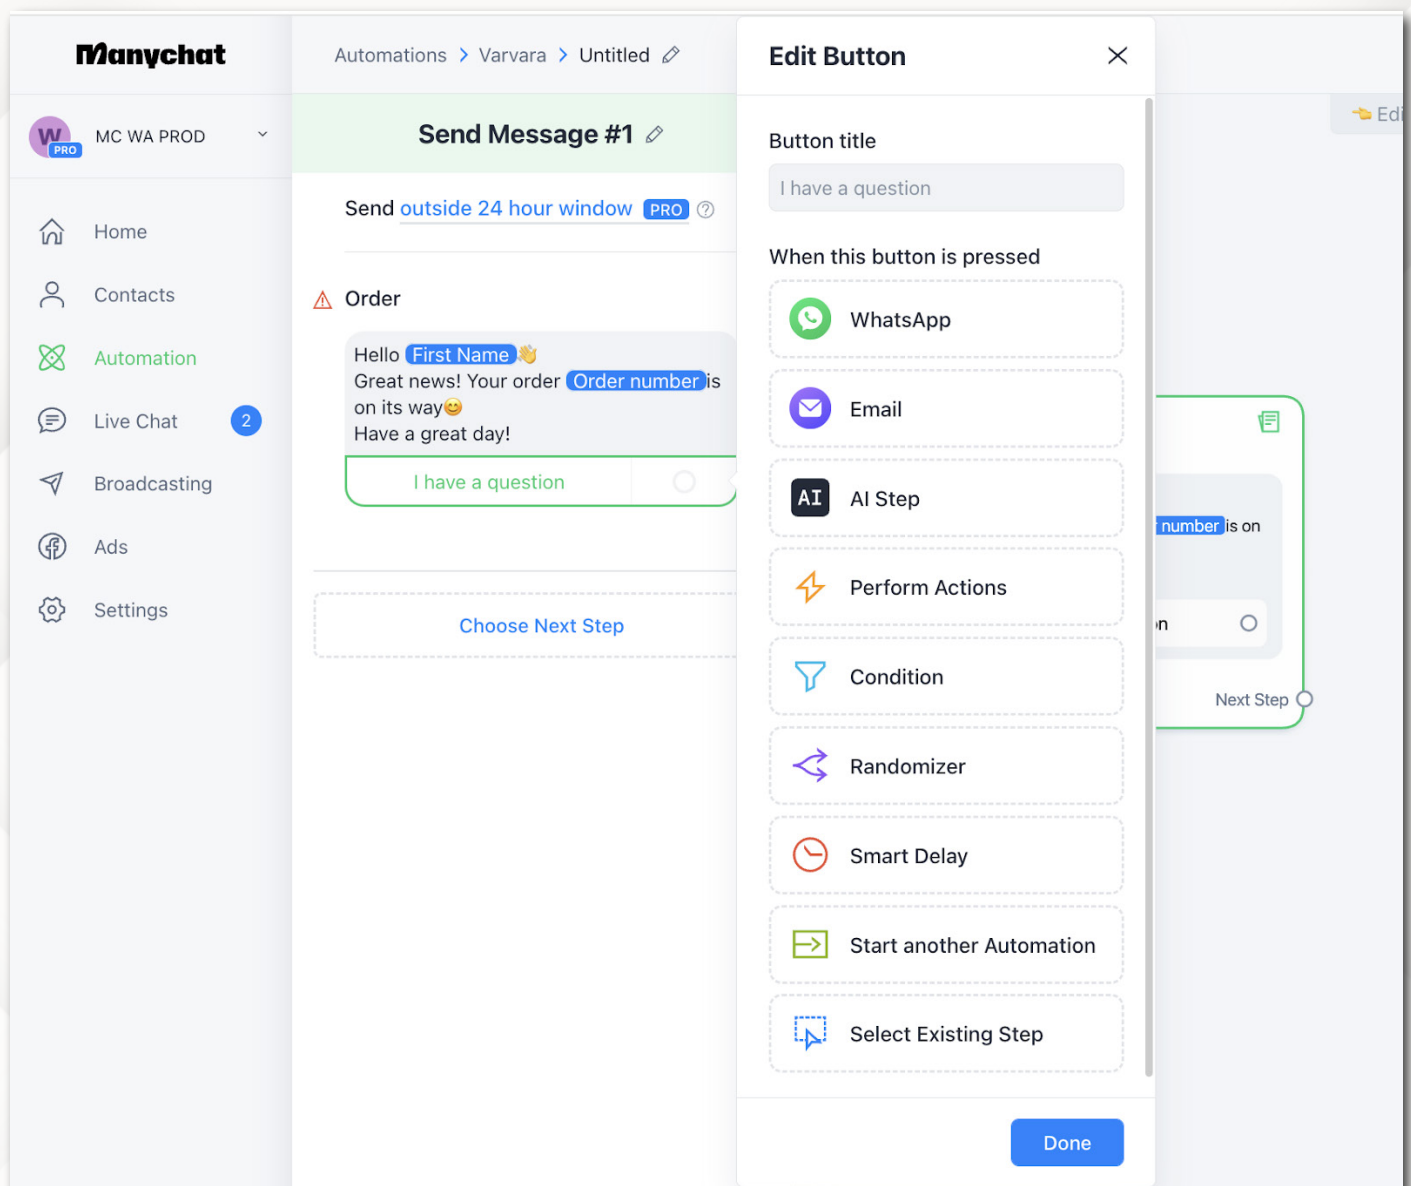 Manychat
W
PRO
MC WA PROD
Home
Contacts
Automation
Live Chat
2
Broadcasting
Ads
Settings
Automations > Varvara > Untitled
Send Message #1
Send outside 24 hour window PRO ?
Order
Hello First Name 👋
Great news! Your order Order number is
on its way😊
Have a great day!
I have a question
Choose Next Step
Edit Button
Button title
I have a question
When this button is pressed
WhatsApp
Email
AI AI Step
Perform Actions
Condition
Randomizer
Smart Delay
Start another Automation
Select Existing Step
Done
👈 Edi
number is on
on
Next Step